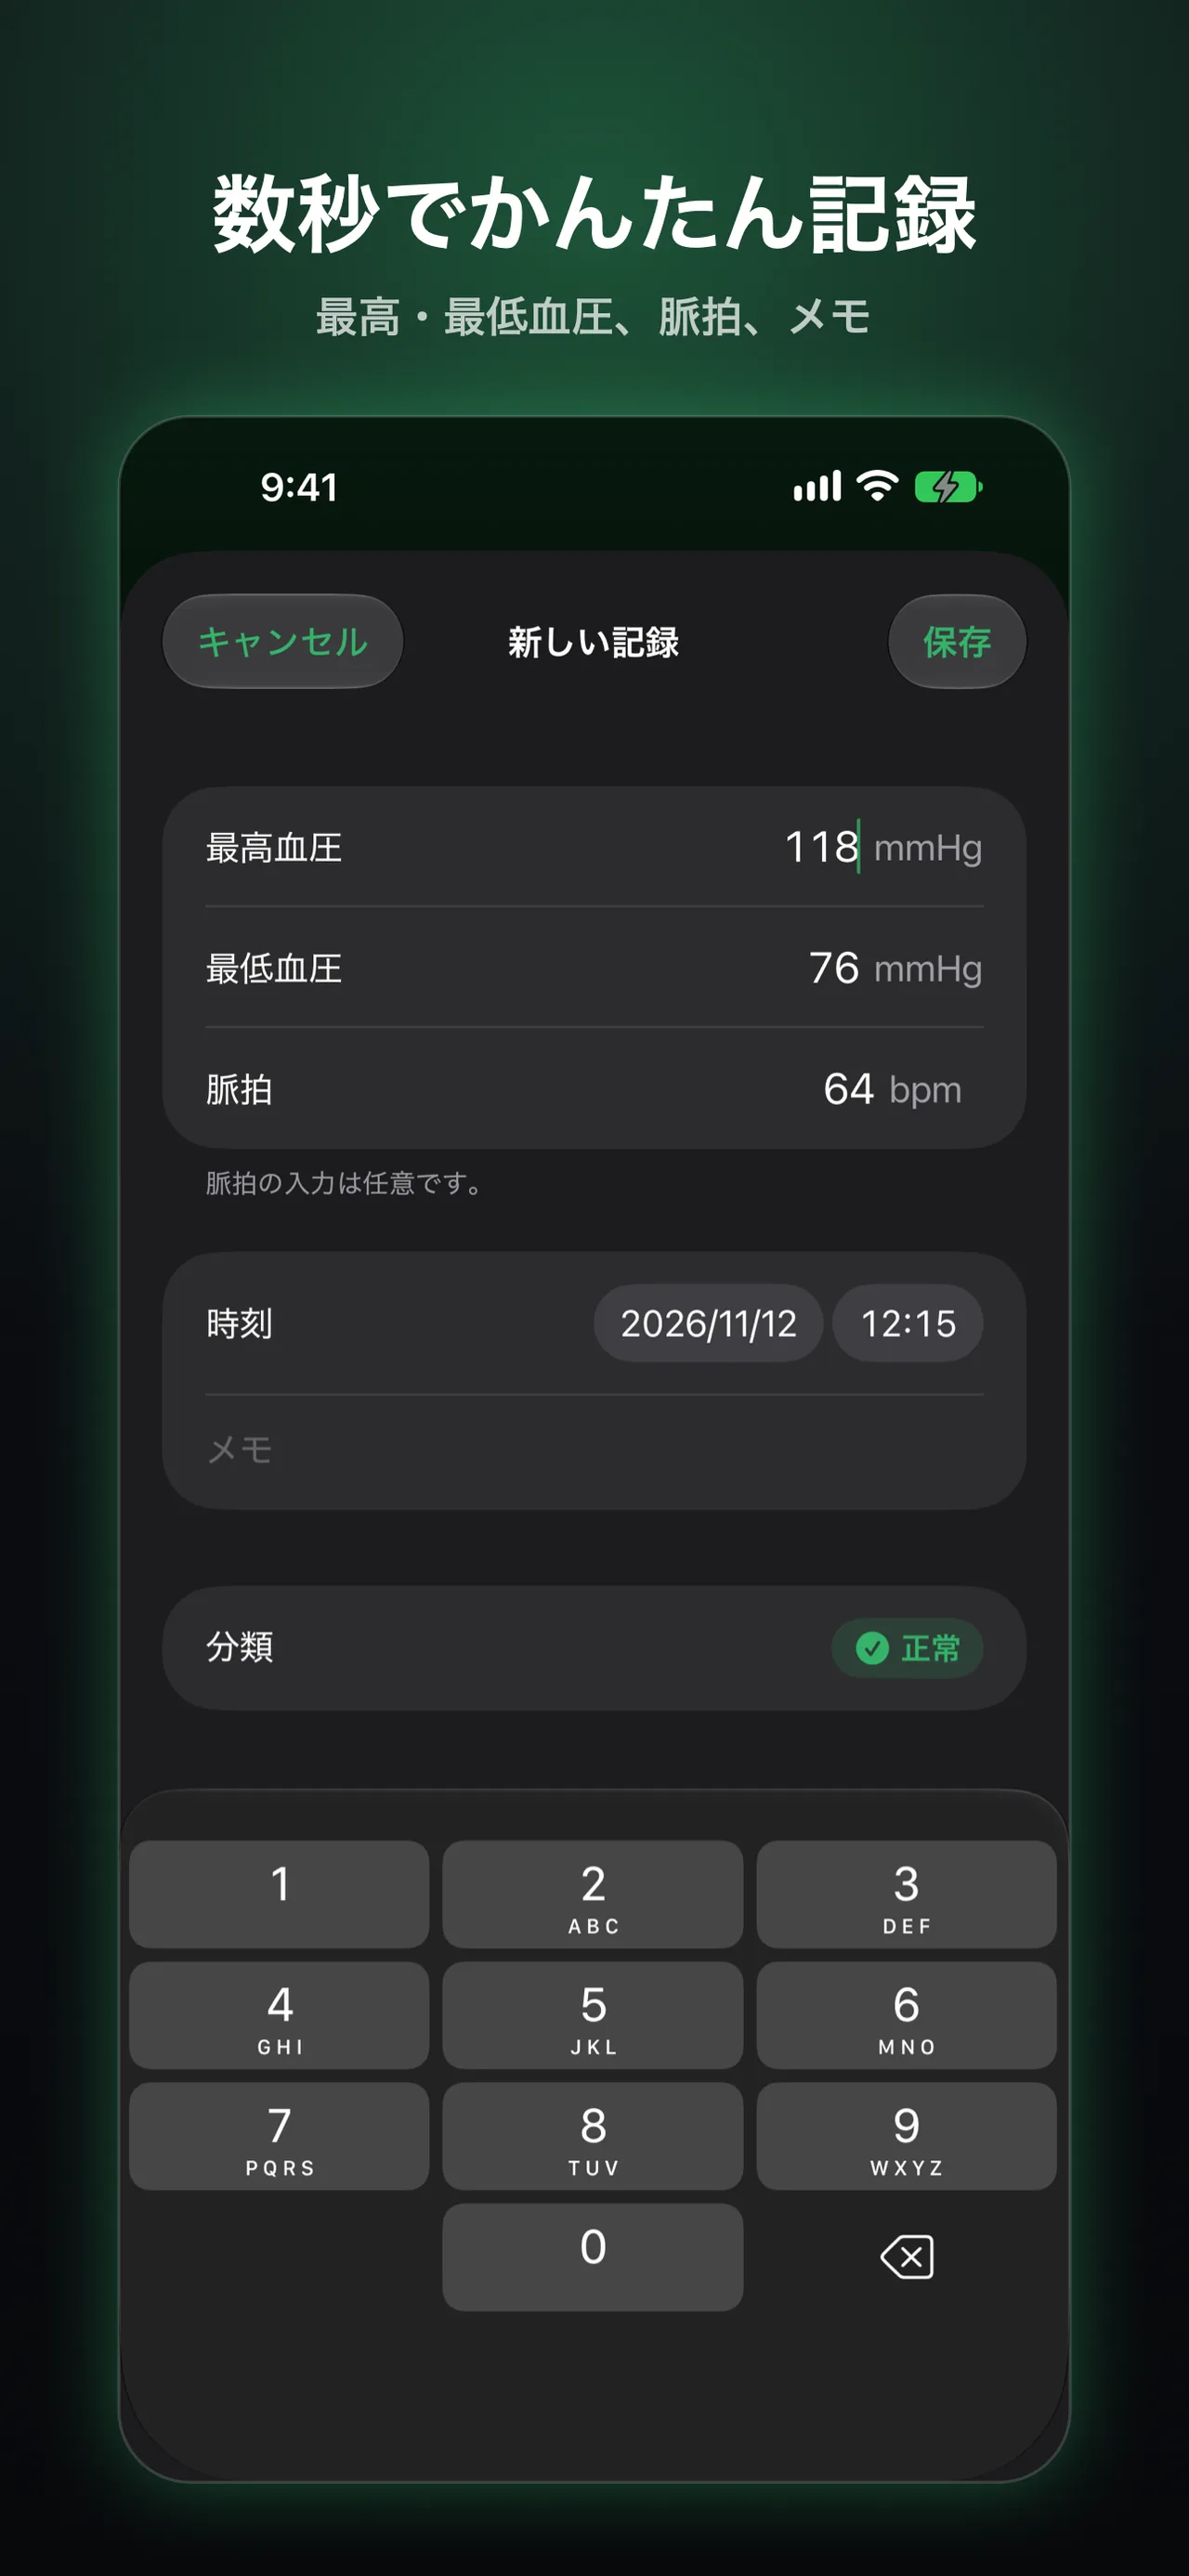 数秒でかんたん記録
最高・最低血圧、脈拍、メモ
9:41
キャンセル 新しい記録 保存
最高血圧 118 mmHg
最低血圧 76 mmHg
脈拍 64 bpm
脈拍の入力は任意です。
時刻 2026/11/12 12:15
メモ
分類 正常
1 2 3
ABC DEF
4 5 6
GHI JKL MNO
7 8 9
PQRS TUV WXYZ
0